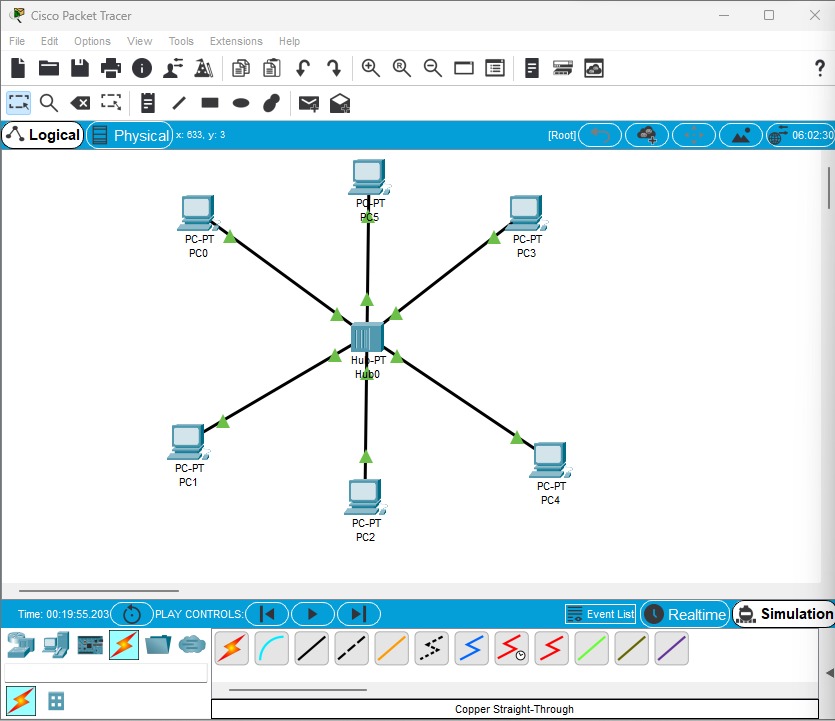 Cisco Packet Tracer
File Edit Options View Tools Extensions Help
Logical Physical x: 633, y: 3 [Root] 06:02:30
PC-PT
PC5
PC-PT
PC0
PC-PT
PC3
Hub-PT
Hub0
PC-PT
PC1
PC-PT
PC4
PC-PT
PC2
Time: 00:19:55.203 PLAY CONTROLS: Event List Realtime Simulation
Copper Straight-Through